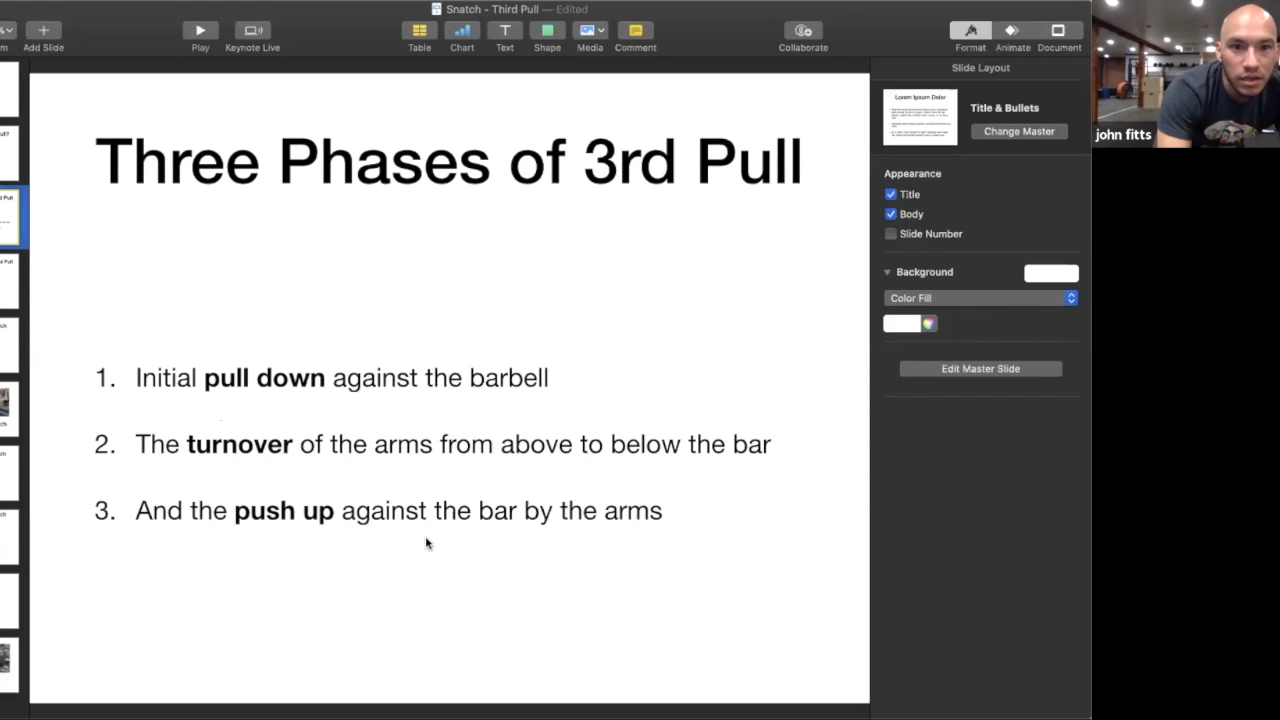 Snatch - Third Pull — Edited
Add Slide
Play
Keynote Live
Table
Chart
Text
Shape
Media
Comment
Collaborate
Format
Animate
Document
Slide Layout
Lorem Ipsum Dolor
Title & Bullets
Change Master
Appearance
Title
Body
Slide Number
Background
Color Fill
Edit Master Slide
Three Phases of 3rd Pull
1. Initial pull down against the barbell
2. The turnover of the arms from above to below the bar
3. And the push up against the bar by the arms
john fitts